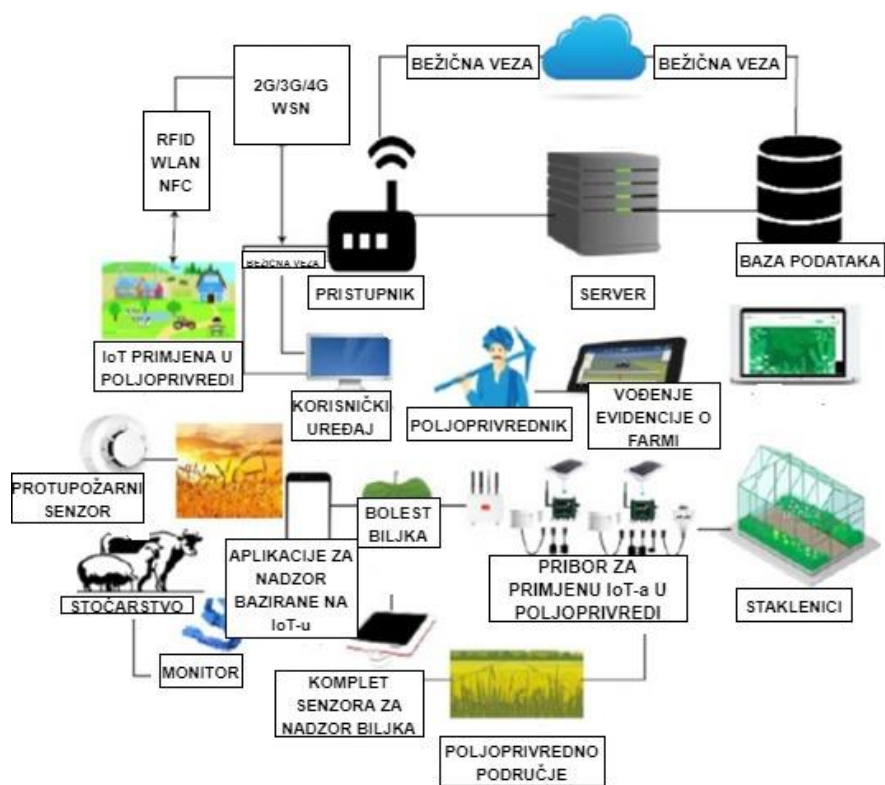 BEŽIČNA VEZA
BEŽIČNA VEZA
2G/3G/4G
WSN
RFID
WLAN
NFC
BEŽIČNA VEZA
PRISTUPNIK
SERVER
BAZA PODATAKA
IoT PRIMJENA U
POLJOPRIVREDI
KORISNIČKI
UREĐAJ
POLJOPRIVREDNIK
VOĐENJE
EVIDENCIJE O
FARMI
PROTUPOŽARNI
SENZOR
BOLEST
BILJKA
APLIKACIJE ZA
NADZOR
BAZIRANE NA
IoT-u
PRIBOR ZA
PRIMJENU IoT-a U
POLJOPRIVREDI
STAKLENICI
STOČARSTVO
MONITOR
KOMPLET
SENZORA ZA
NADZOR BILJKA
POLJOPRIVREDNO
PODRUČJE